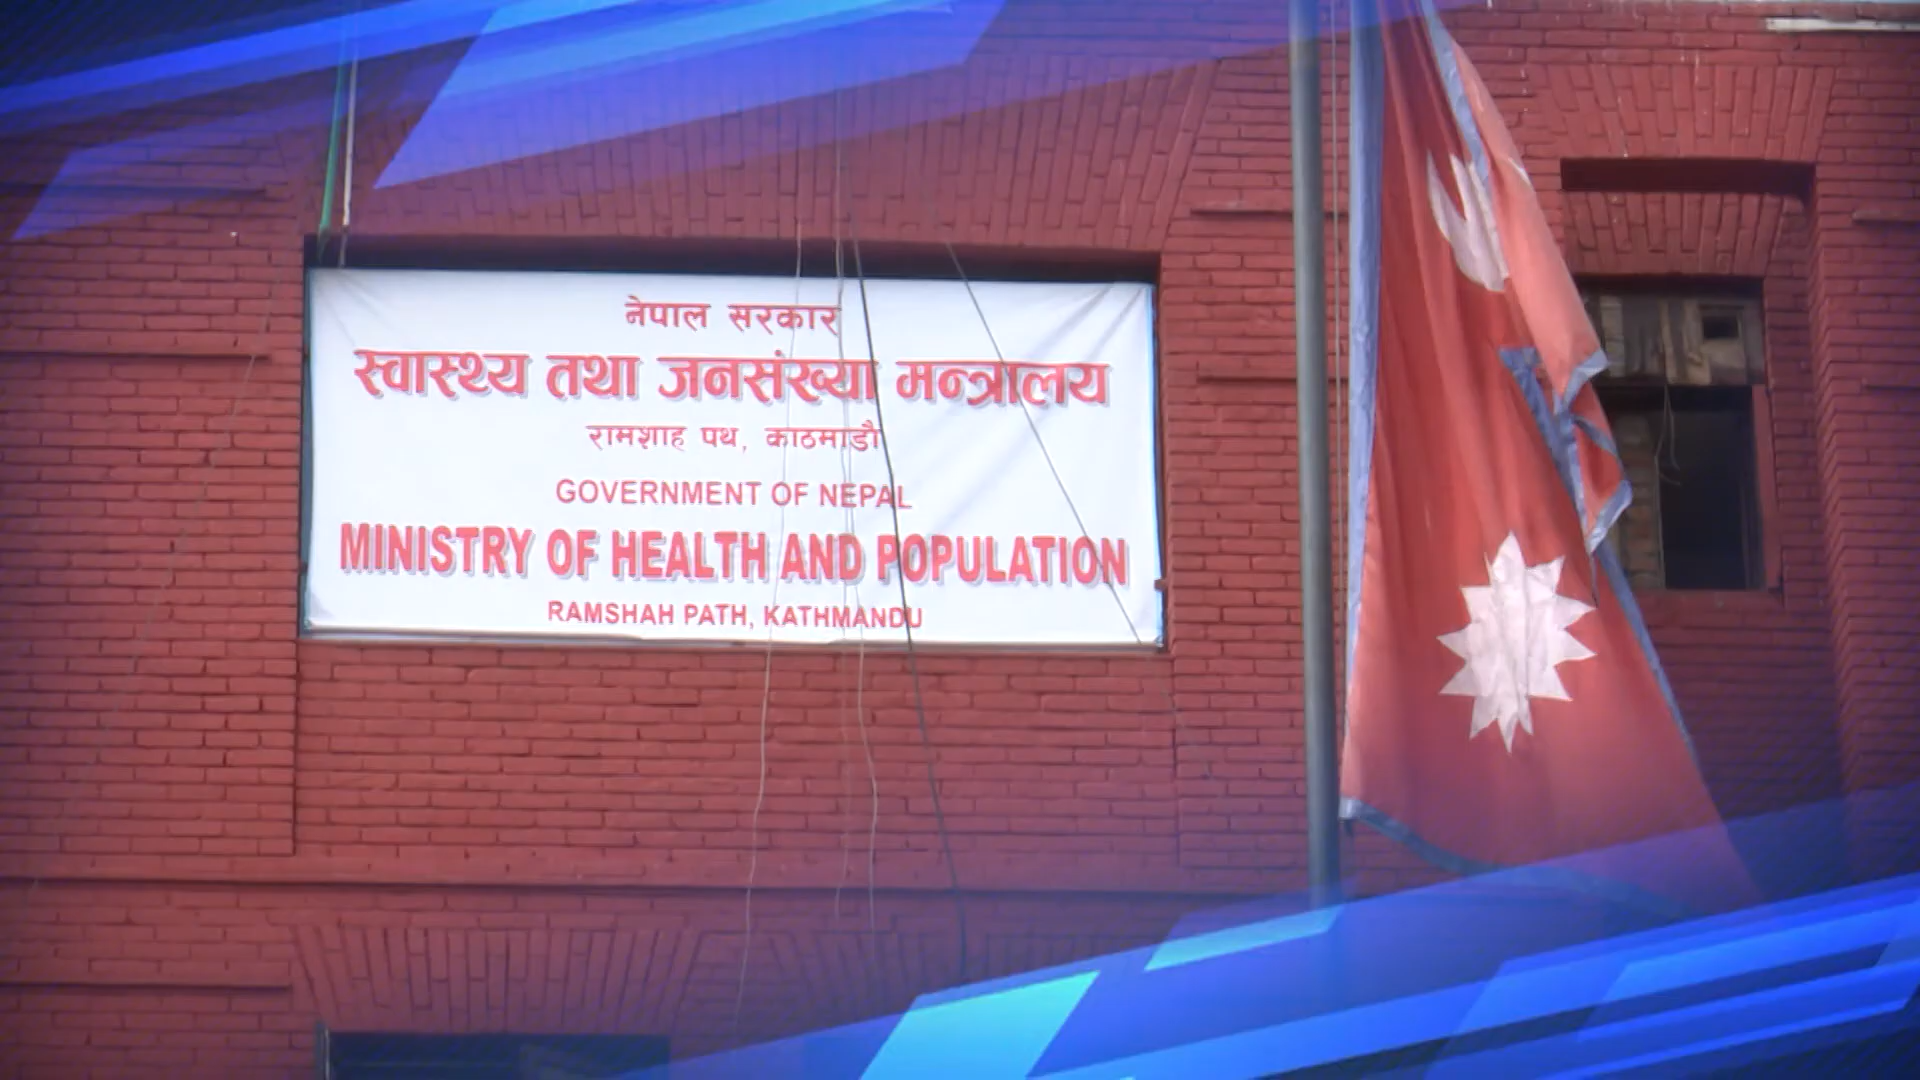 नेपाल सरकार
स्वास्थ्य तथा जनसंख्या मन्त्रालय
रामशाह पथ, काठमाडौं
GOVERNMENT OF NEPAL
MINISTRY OF HEALTH AND POPULATION
RAMSHAH PATH, KATHMANDU